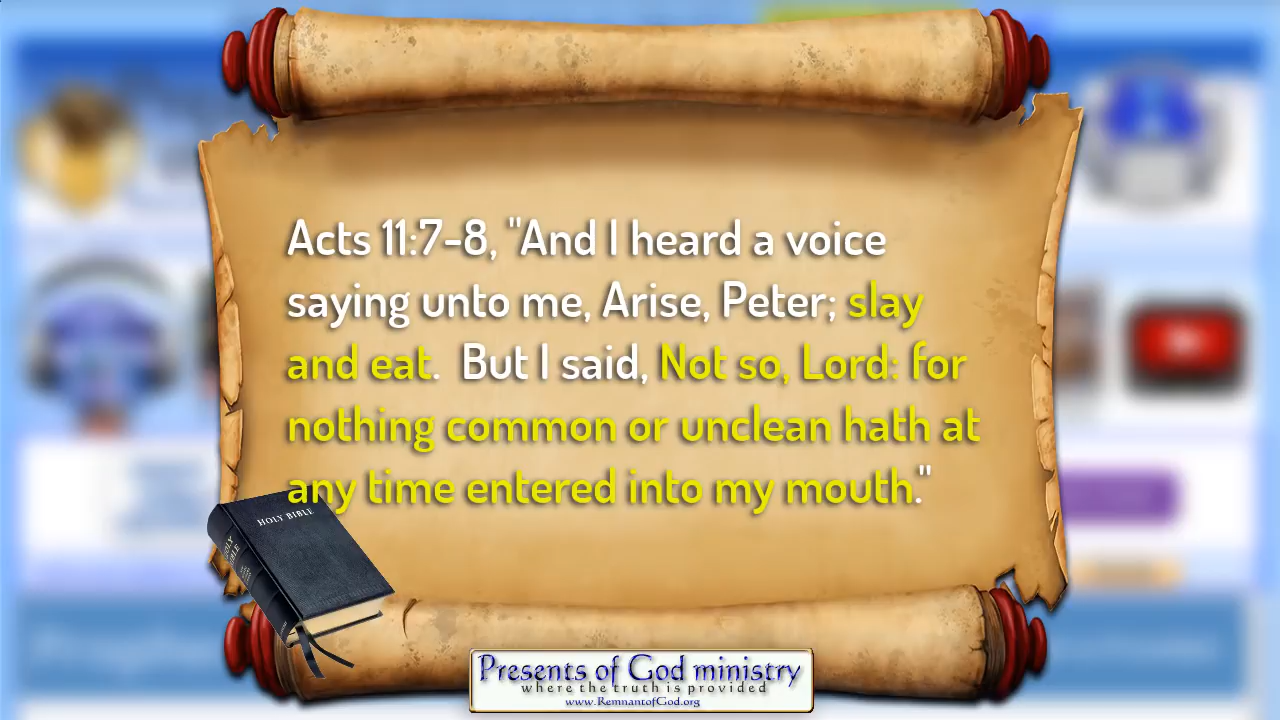 Acts 11:7-8, "And I heard a voice
saying unto me, Arise, Peter; slay
and eat.  But I said, Not so, Lord: for
nothing common or unclean hath at
any time entered into my mouth."
HOLY BIBLE
HOLY BIBLE
Presents of God ministry
where the truth is provided
www.RemnantofGod.org